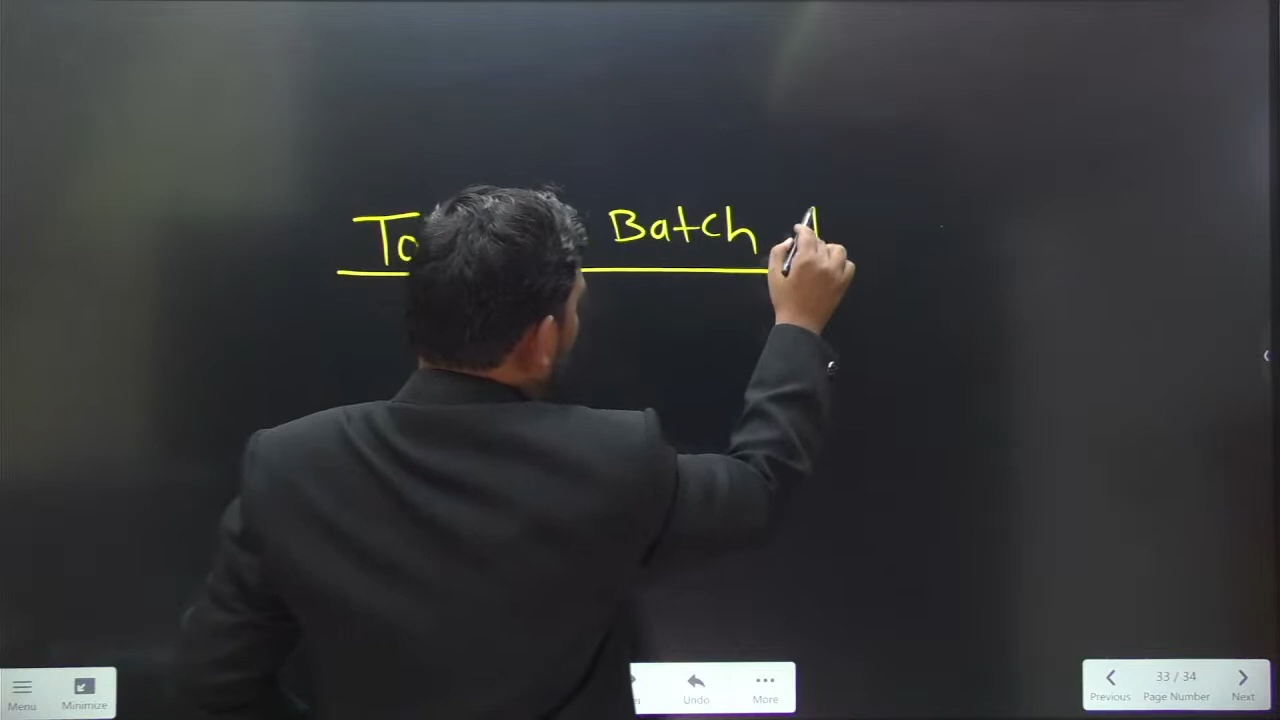 Batch
Menu
Minimize
Undo
More
33 / 34
Previous
Page Number
Next